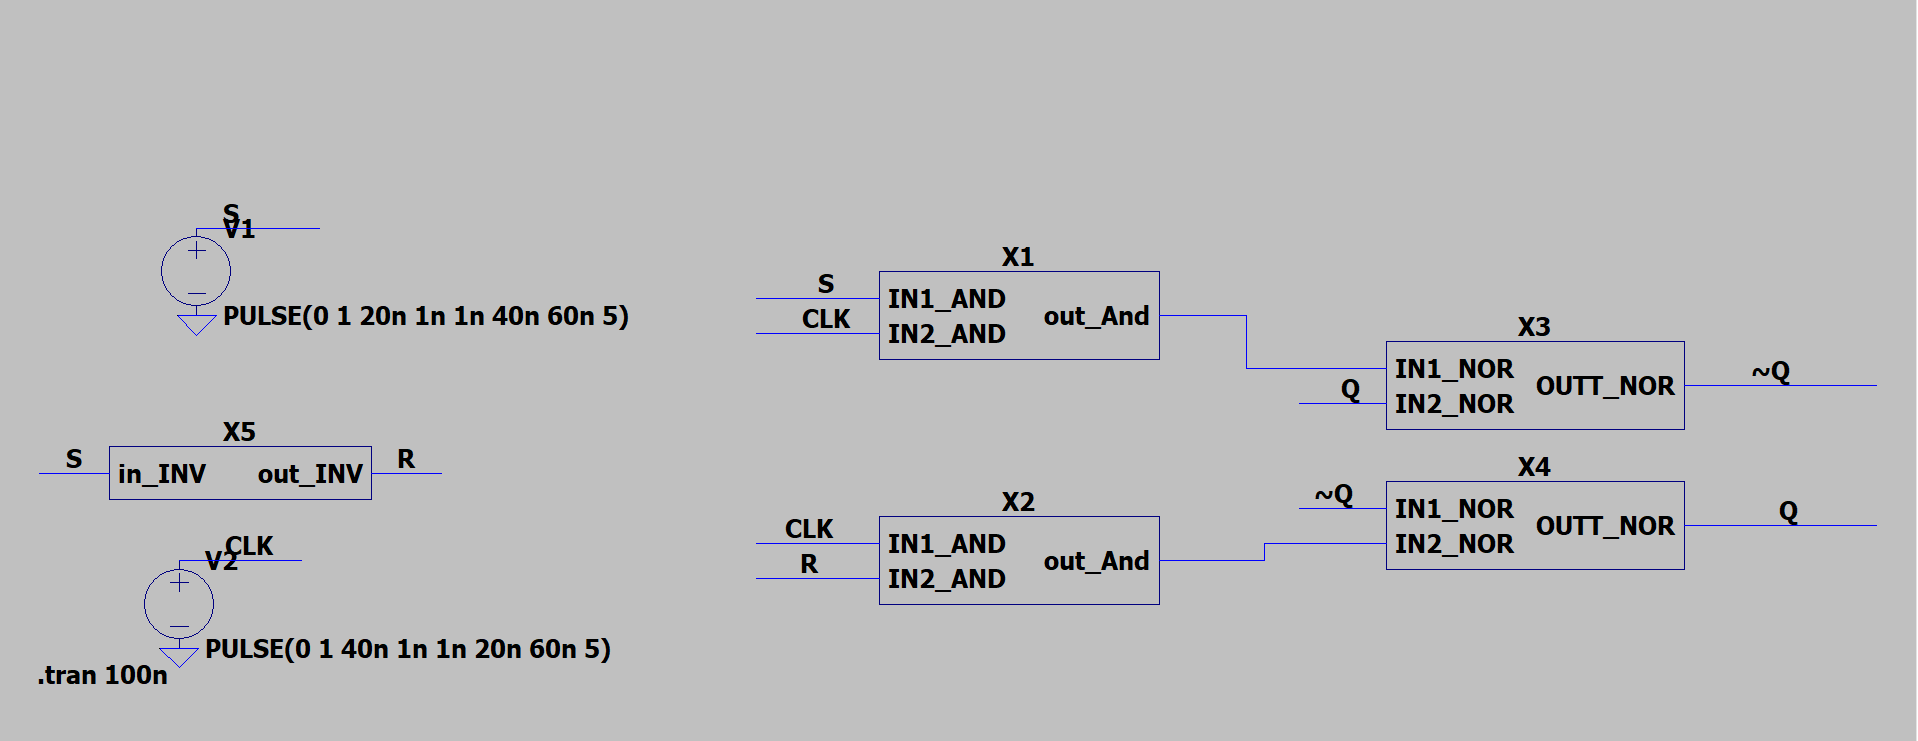 S
V1
PULSE(0 1 20n 1n 1n 40n 60n 5)
X5
S
in_INV
out_INV
R
CLK
V2
PULSE(0 1 40n 1n 1n 20n 60n 5)
.tran 100n
X1
S
IN1_AND
CLK
IN2_AND
out_And
X2
CLK
IN1_AND
R
IN2_AND
out_And
X3
IN1_NOR
Q
IN2_NOR
OUTT_NOR
~Q
X4
~Q
IN1_NOR
IN2_NOR
OUTT_NOR
Q